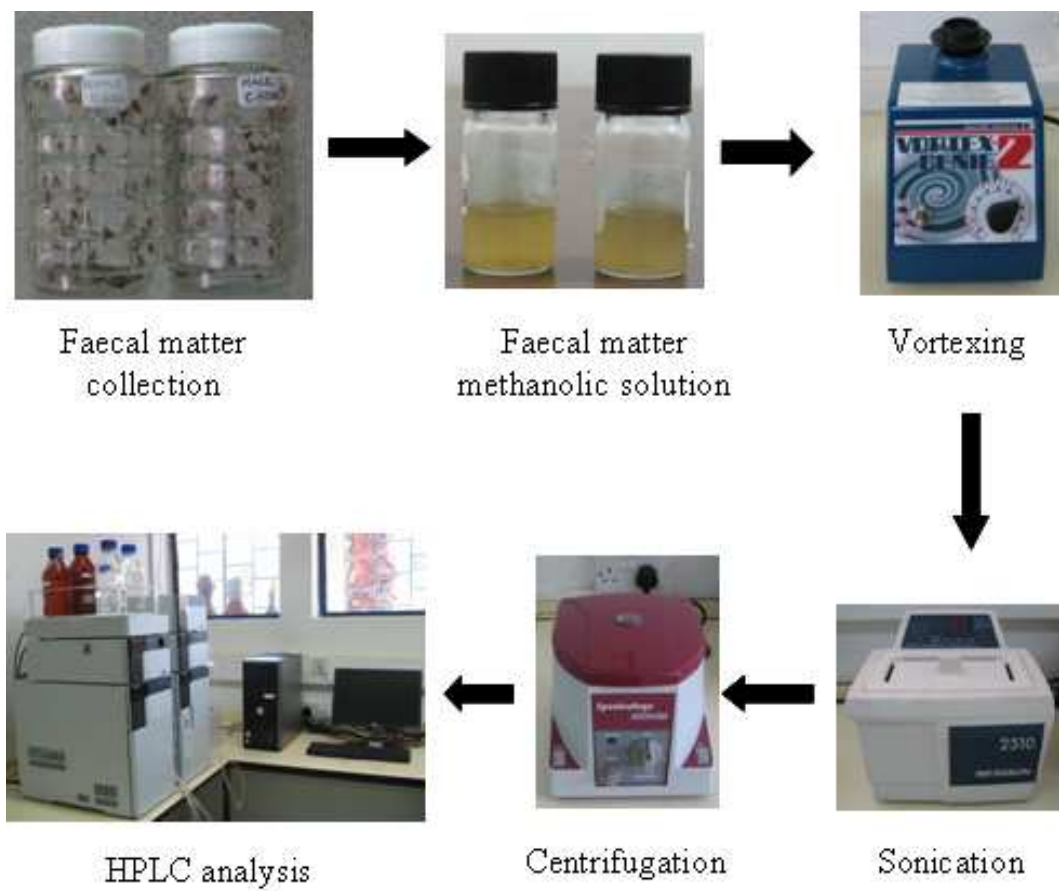 VORTEX-
GENIE 2
Faecal matter
collection
Faecal matter
methanolic solution
Vortexing
2510
HPLC analysis
Centrifugation
Sonication